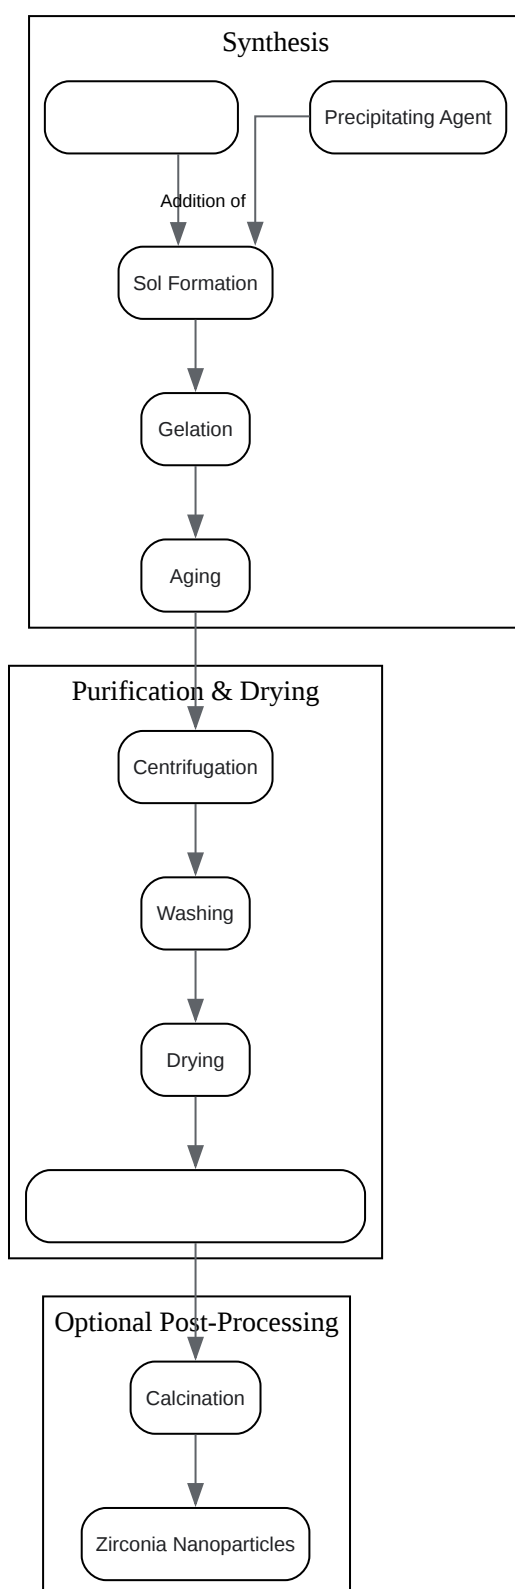 Synthesis
Precipitating Agent
Addition of
Sol Formation
Gelation
Aging
Purification & Drying
Centrifugation
Washing
Drying
Optional Post-Processing
Calcination
Zirconia Nanoparticles